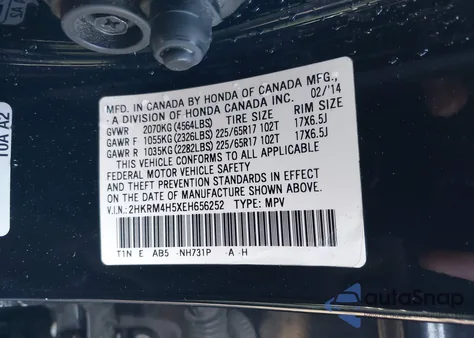 MFD. IN CANADA BY HONDA OF CANADA MFG.,
A DIVISION OF HONDA CANADA INC. 02/'14
GVWR 2070KG (4564LBS) TIRE SIZE RIM SIZE
GAWR F 1055KG (2326LBS) 225/65R17 102T 17X6.5J
GAWR R 1035KG (2282LBS) 225/65R17 102T 17X6.5J
THIS VEHICLE CONFORMS TO ALL APPLICABLE
FEDERAL MOTOR VEHICLE SAFETY
AND THEFT PREVENTION STANDARDS IN EFFECT
ON THE DATE OF MANUFACTURE SHOWN ABOVE.
V.I.N.: 2HKRM4H5XEH656252 TYPE: MPV
T1N E AB5 -NH731P -A -H
10A A2
SA
autoSnap